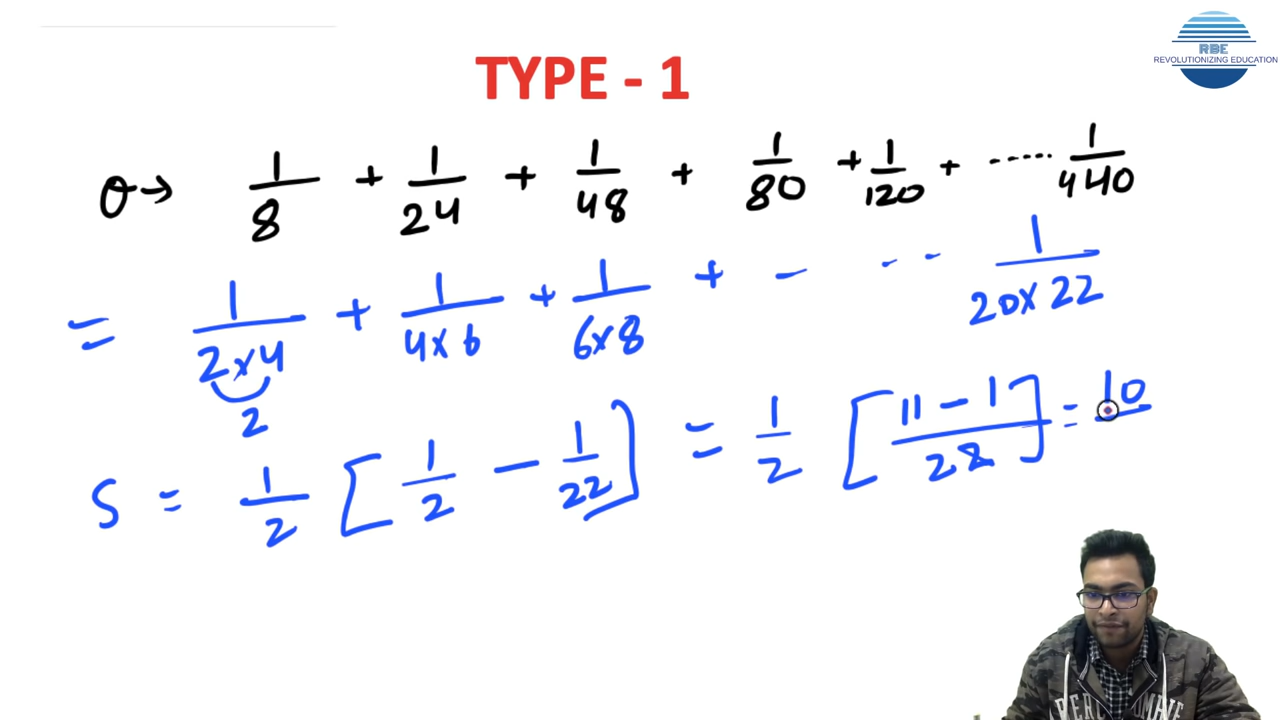 RBE
REVOLUTIONIZING EDUCATION
TYPE - 1
Q→ 1/8 + 1/24 + 1/48 + 1/80 + 1/120 + ...... 1/440
= 1/2×4 + 1/4×6 + 1/6×8 + - .. .. 1/20×22
2
S = 1/2 [1/2 - 1/22] = 1/2 [11-1/22] = 10